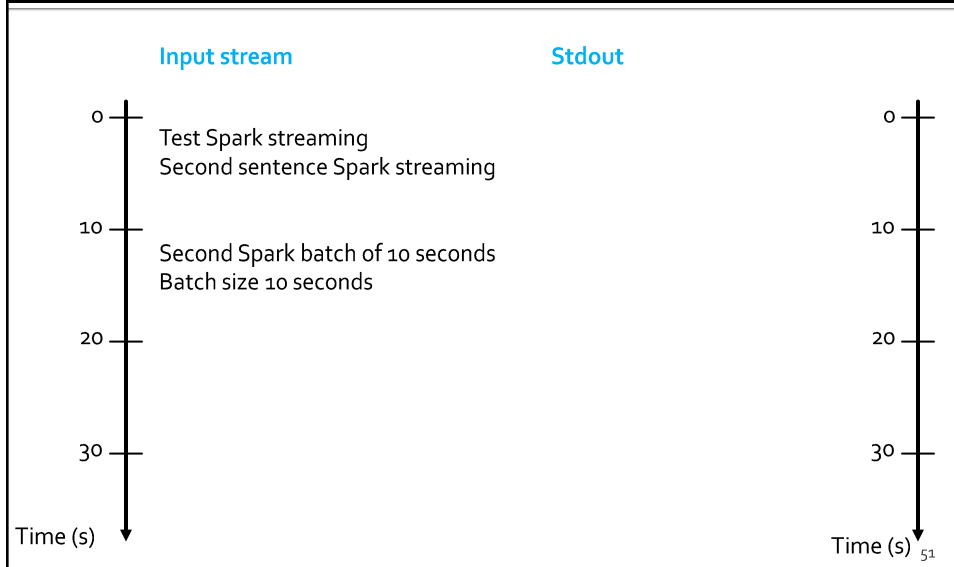 Input stream
Stdout
0
Test Spark streaming
Second sentence Spark streaming
10
Second Spark batch of 10 seconds
Batch size 10 seconds
20
30
Time (s)
0
10
20
30
Time (s)
51